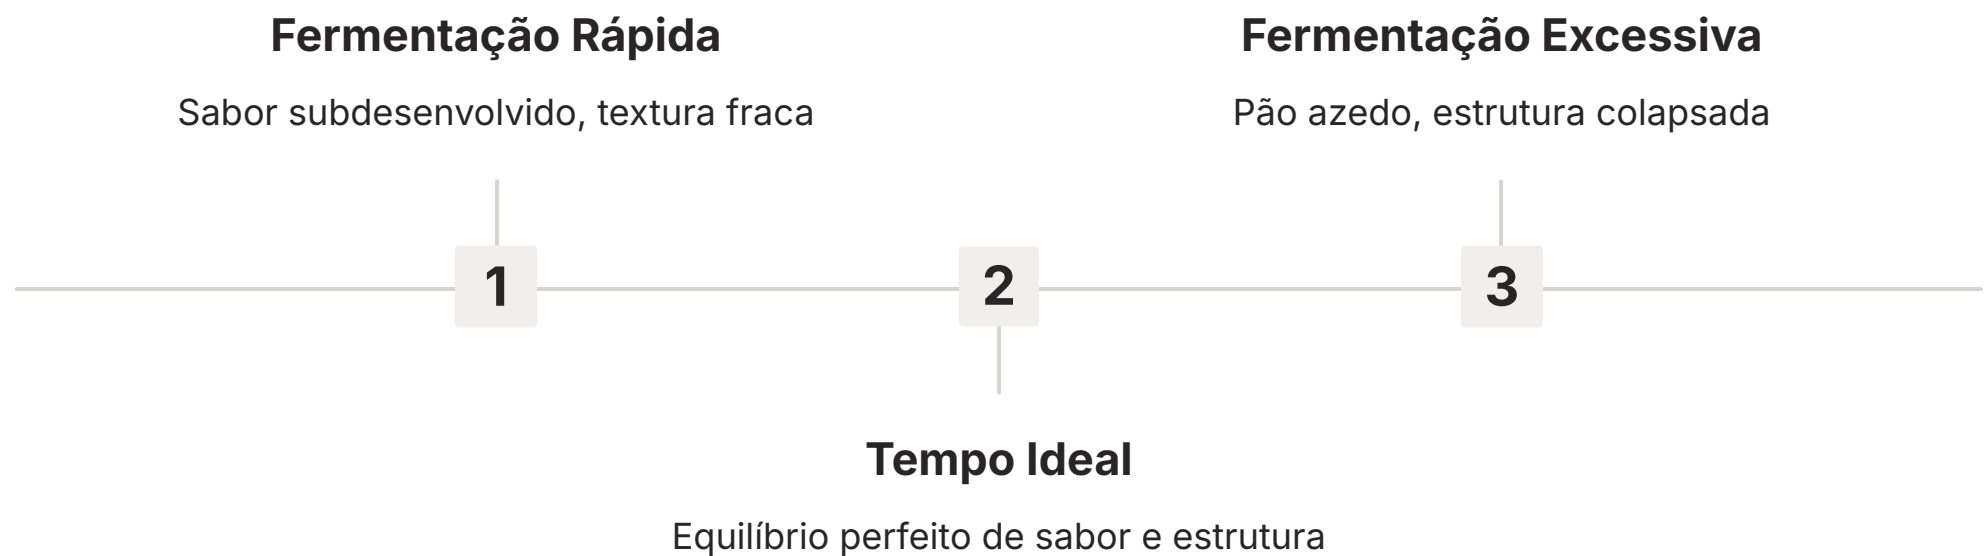 Fermentação Rápida
Sabor subdesenvolvido, textura fraca
Fermentação Excessiva
Pão azedo, estrutura colapsada
1
2
3
Tempo Ideal
Equilíbrio perfeito de sabor e estrutura